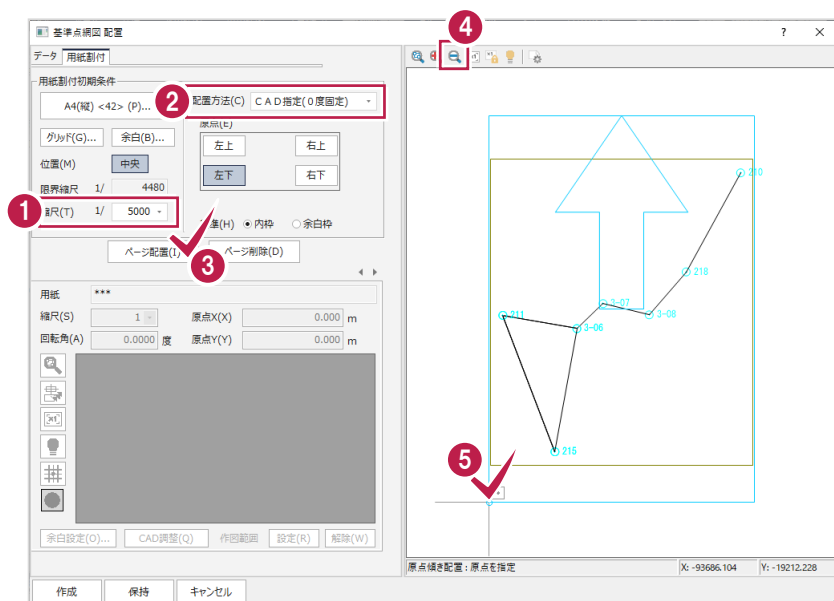 基準点網図 配置
? ×
データ 用紙割付
用紙割付初期条件
A4(縦) <42> (P)...
2 配置方法(C) ＣＡＤ指定(０度固定)
グリッド(G)... 余白(B)...
原点(E)
左上 右上
左下 右下
位置(M) 中央
限界縮尺 1/ 4480
1 縮尺(T) 1/ 5000
準(H) 内枠 余白枠
ページ配置(I) ページ削除(D)
3
用紙 ***
縮尺(S) 1 原点X(X) 0.000 m
回転角(A) 0.0000 度 原点Y(Y) 0.000 m
余白設定(O)... CAD調整(Q) 作図範囲 設定(R) 解除(W)
作成 保持 キャンセル
4
218
3-07
3-08
211
3-06
215
5
原点傾き配置：原点を指定 X: -93686.104 Y: -19212.228